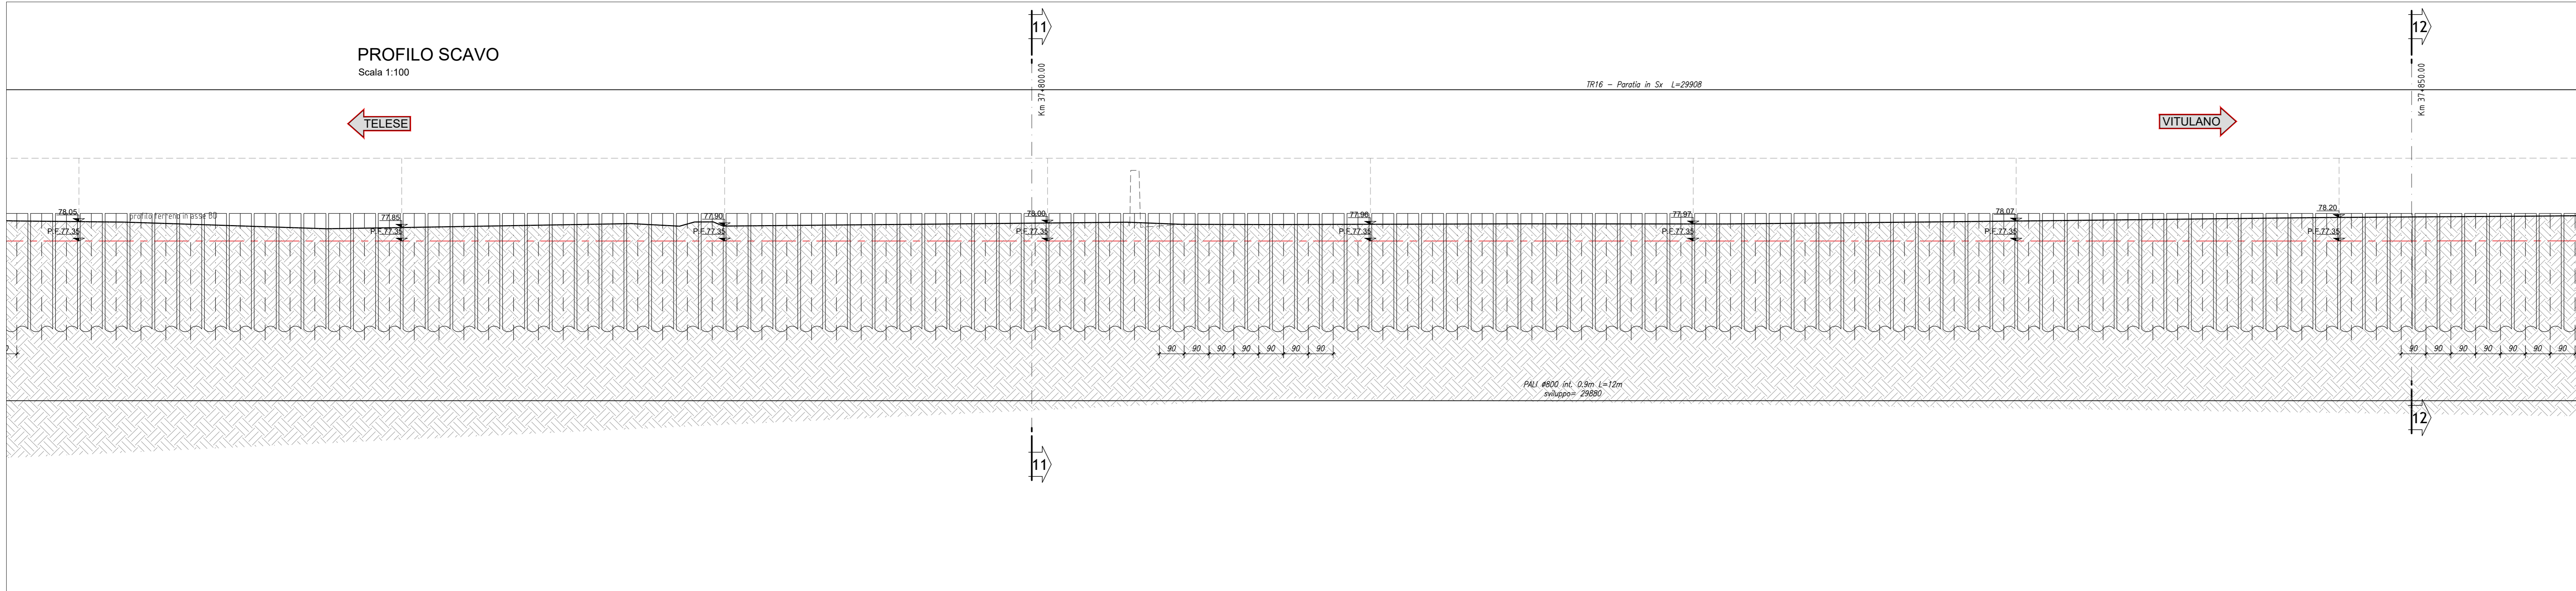 11
12
PROFILO SCAVO
Scala 1:100
Km 37+800.00
Km 37+850.00
TR16 - Paratia in Sx L=29908
TELESE
VITULANO
78.05
profilo terreno in asse BD
77.85
77.90
78.00
77.96
77.97
78.07
78.20
P.F.77.35
P.F.77.35
P.F.77.35
P.F.77.35
P.F.77.35
P.F.77.35
P.F.77.35
P.F.77.35
90 90 90 90 90 90 90
90 90 90 90 90 90 90
PALI ø800 int. 0.9m L=12m
sviluppo= 29880
12
11